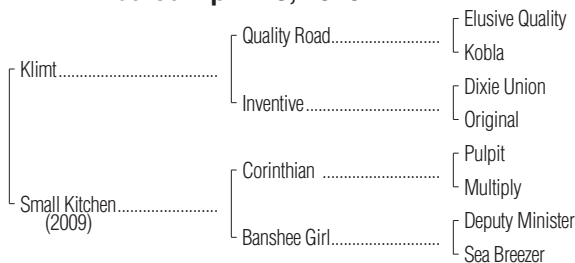 Elusive Quality
Quality Road
Kobla
Klimt
Dixie Union
Inventive
Original
Pulpit
Corinthian
Multiply
Small Kitchen
(2009)
Deputy Minister
Banshee Girl
Sea Breezer